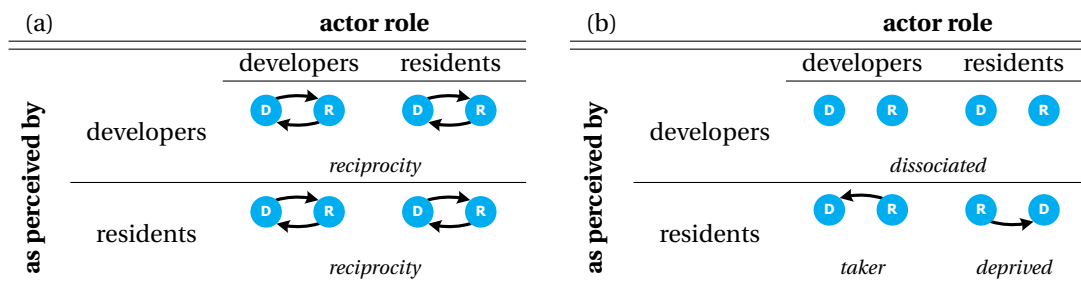 (a) actor role
developers residents
as perceived by
developers
D R D R
reciprocity
residents
D R D R
reciprocity
(b) actor role
developers residents
as perceived by
developers
D R D R
dissociated
residents
D R R D
taker deprived